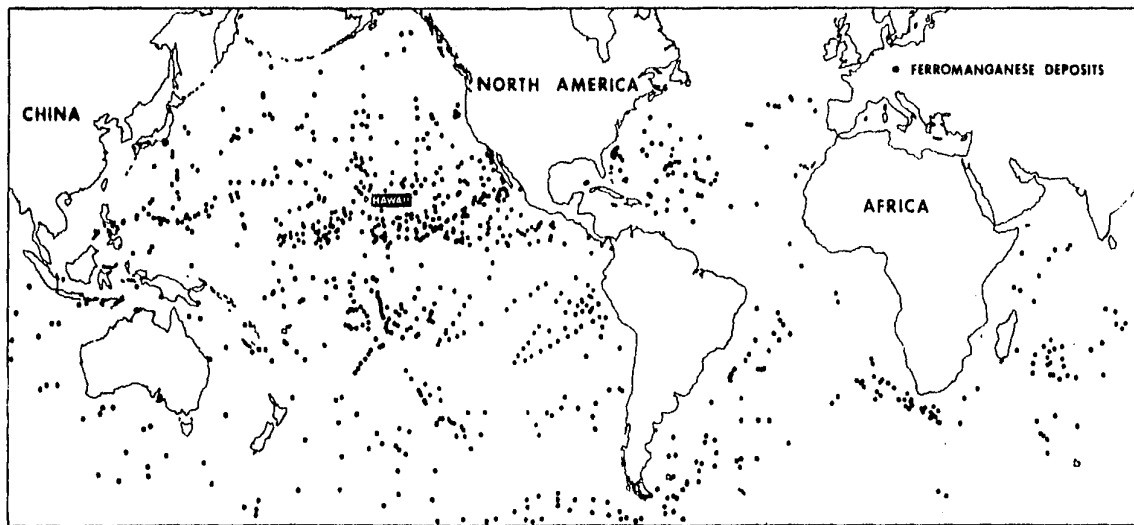 NORTH AMERICA
• FERROMANGANESE DEPOSITS
CHINA
HAWAII
AFRICA